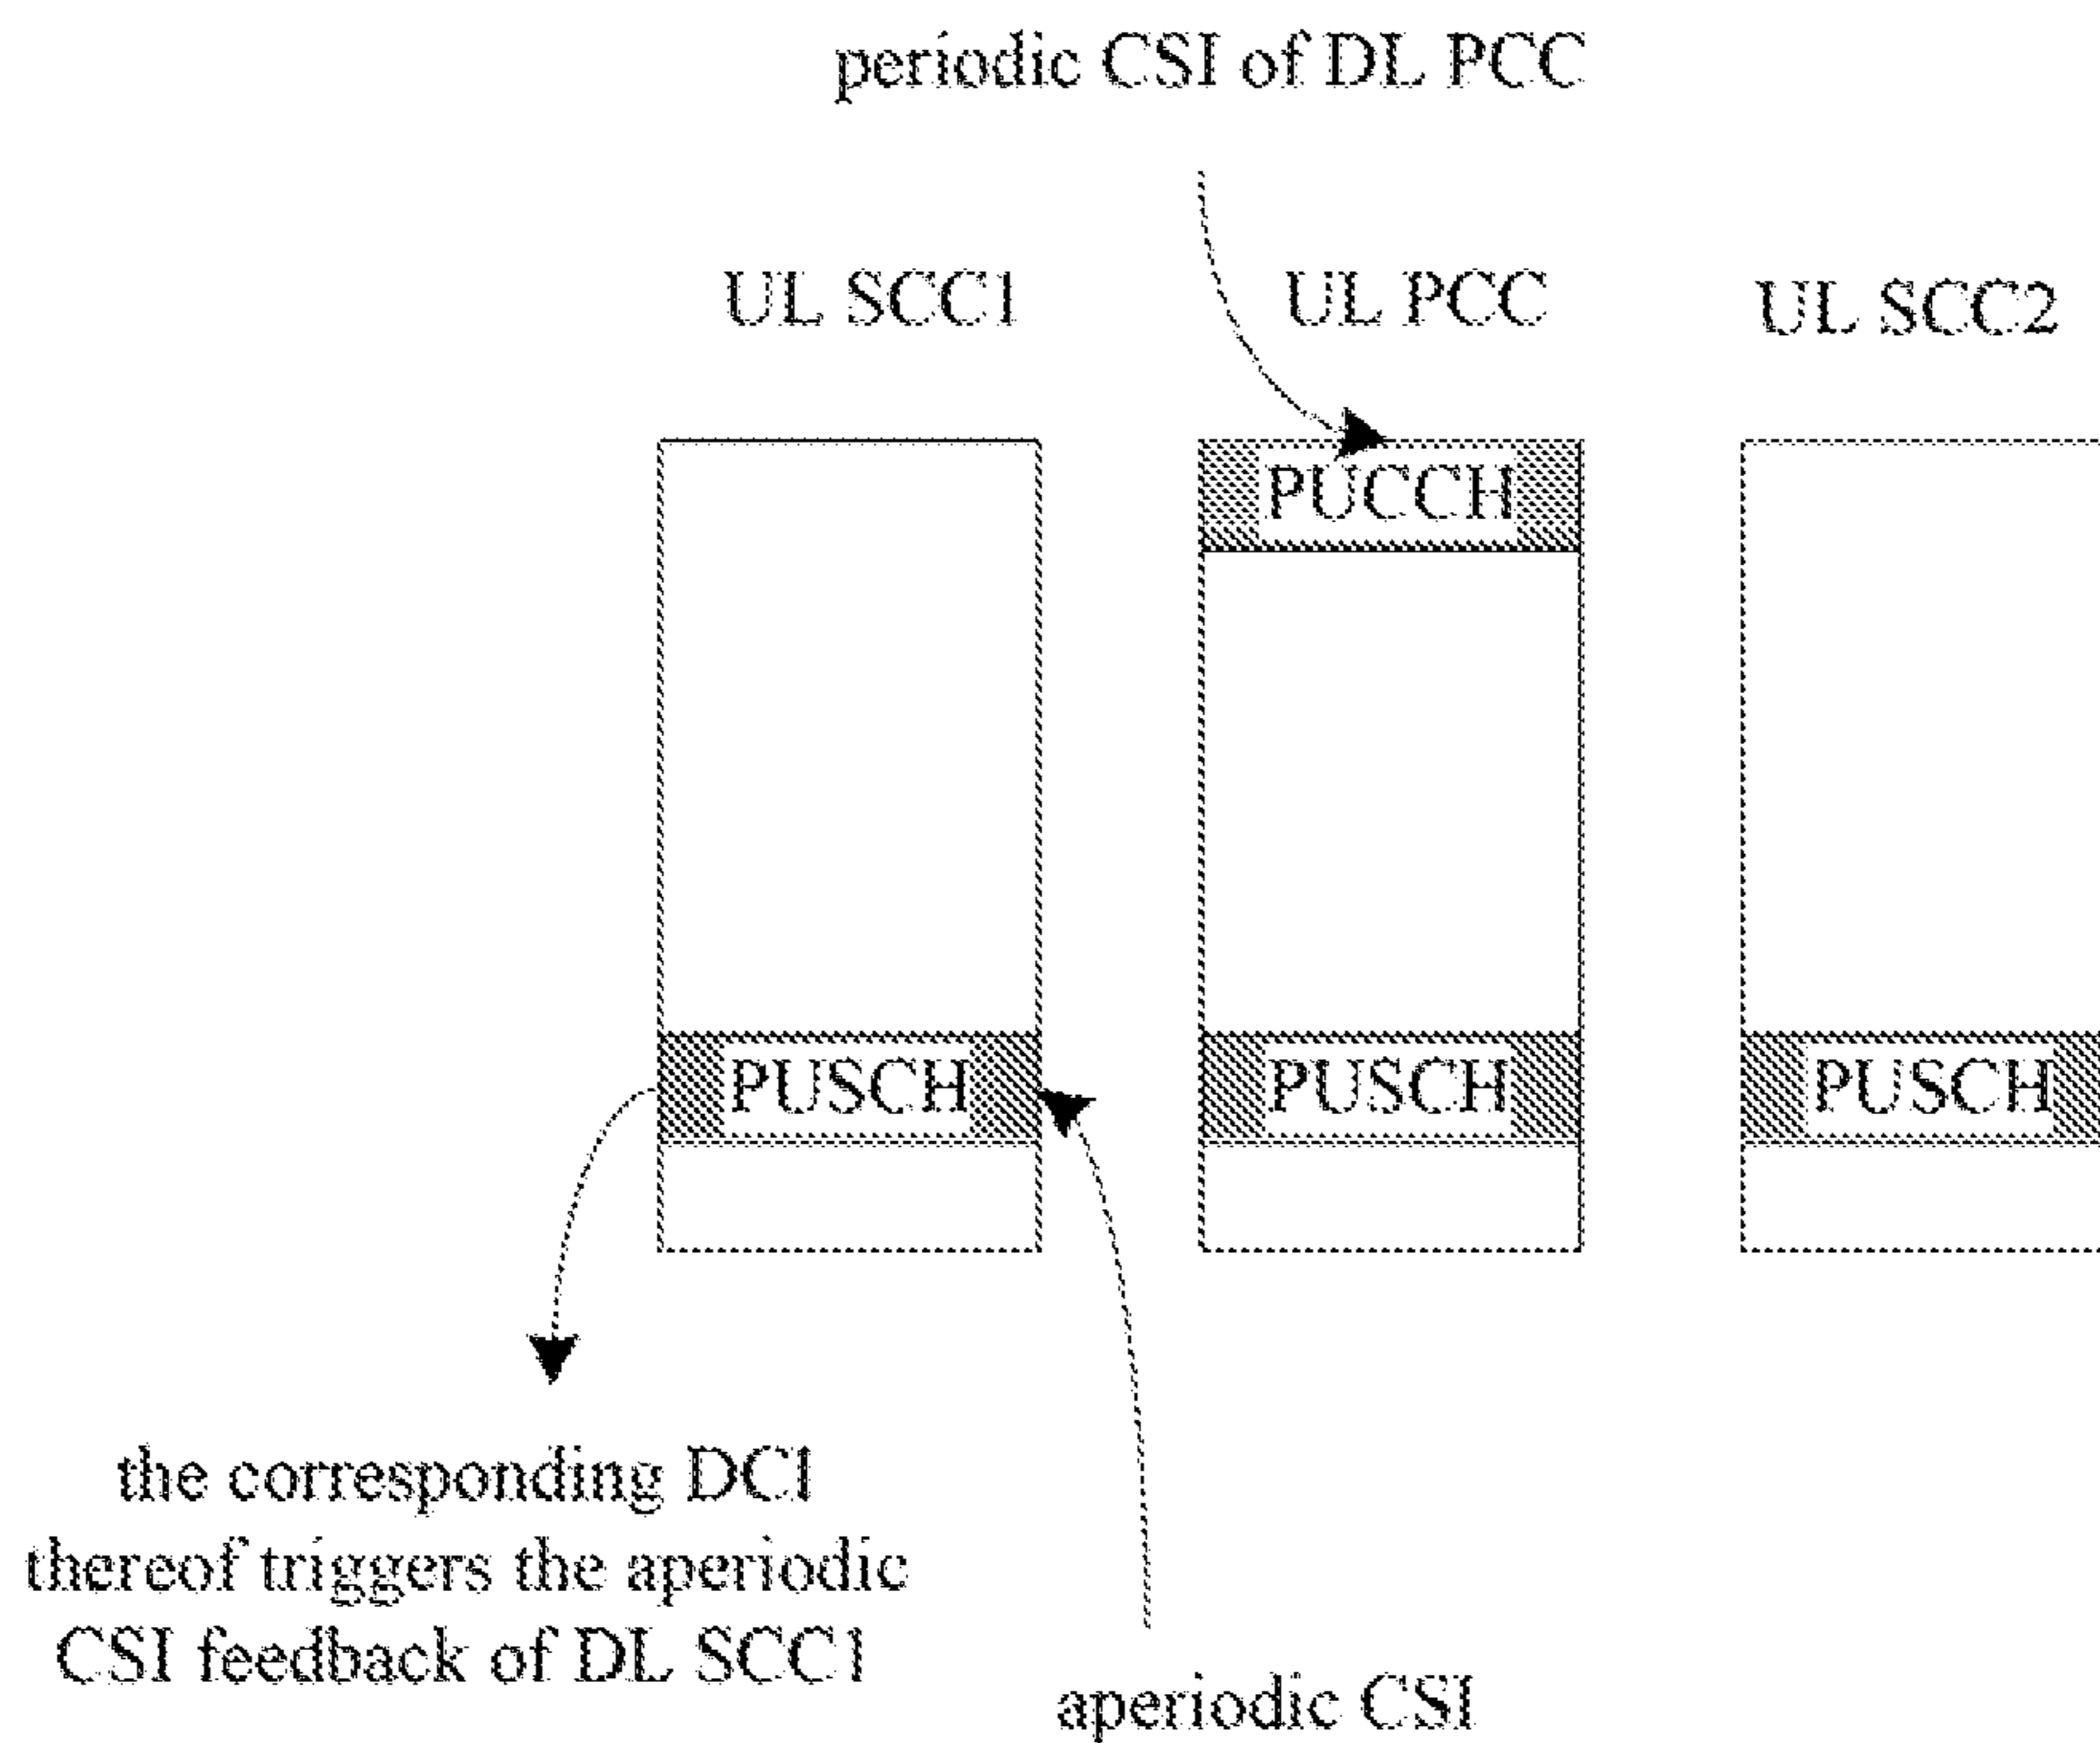 periodic CSI of DL PCC
UL SCC1
UL PCC
UL SCC2
PUCCH
PUSCH
PUSCH
PUSCH
the corresponding DCI
thereof triggers the aperiodic
CSI feedback of DL SCC1
aperiodic CSI